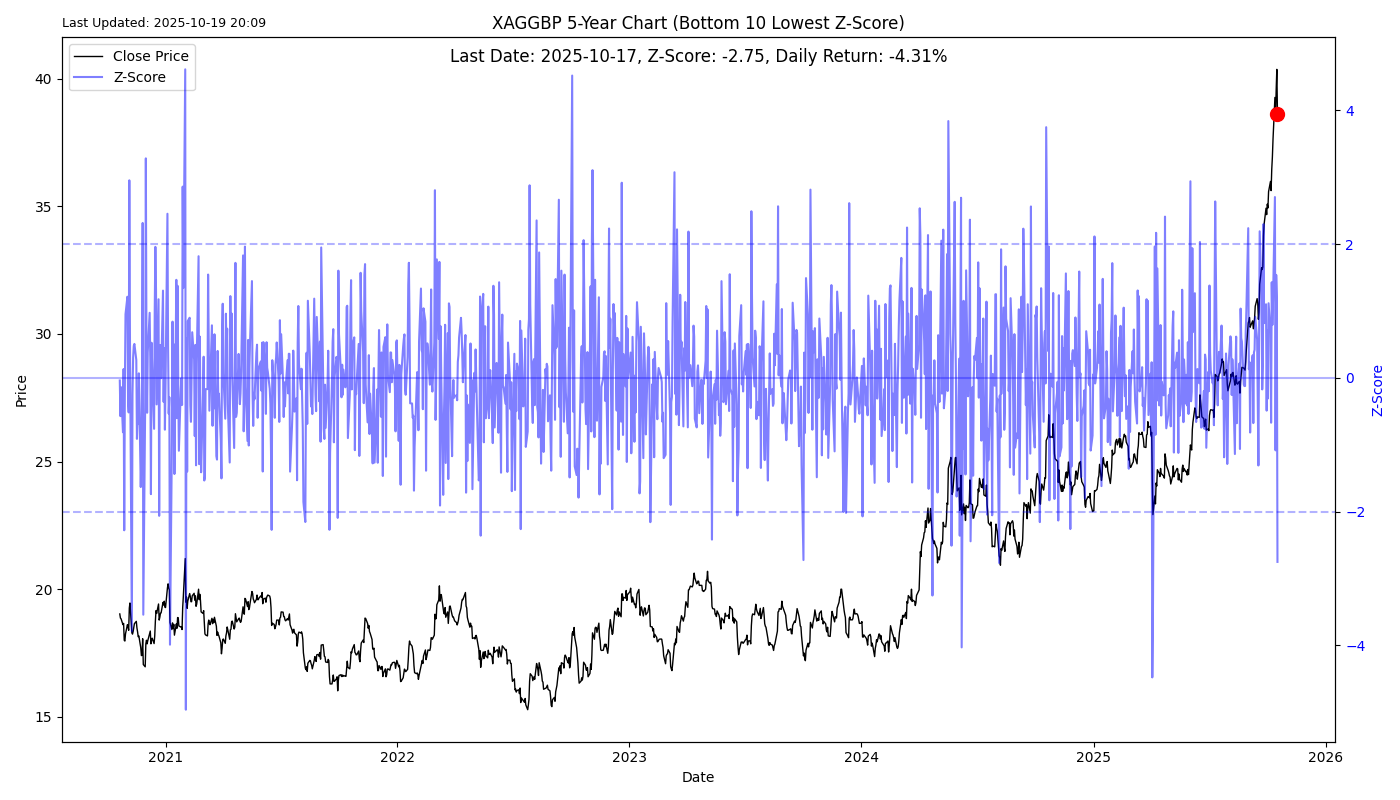 Last Updated: 2025-10-19 20:09
XAGGBP 5-Year Chart (Bottom 10 Lowest Z-Score)
Last Date: 2025-10-17, Z-Score: -2.75, Daily Return: -4.31%
Close Price
Z-Score
Price
40
35
30
25
20
15
4
2
0
−2
−4
Z-Score
2021
2022
2023
2024
2025
2026
Date